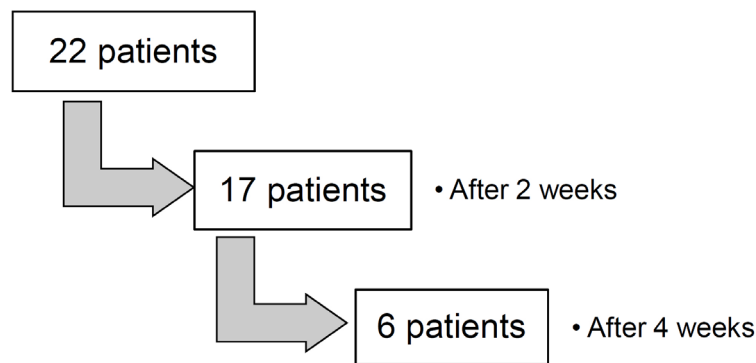 22 patients
17 patients
• After 2 weeks
6 patients
• After 4 weeks